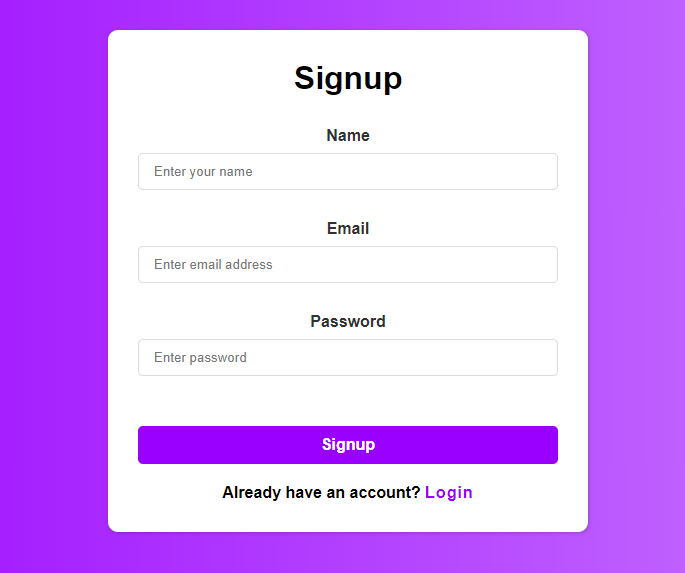 Signup
Name
Enter your name
Email
Enter email address
Password
Enter password
Signup
Already have an account? Login